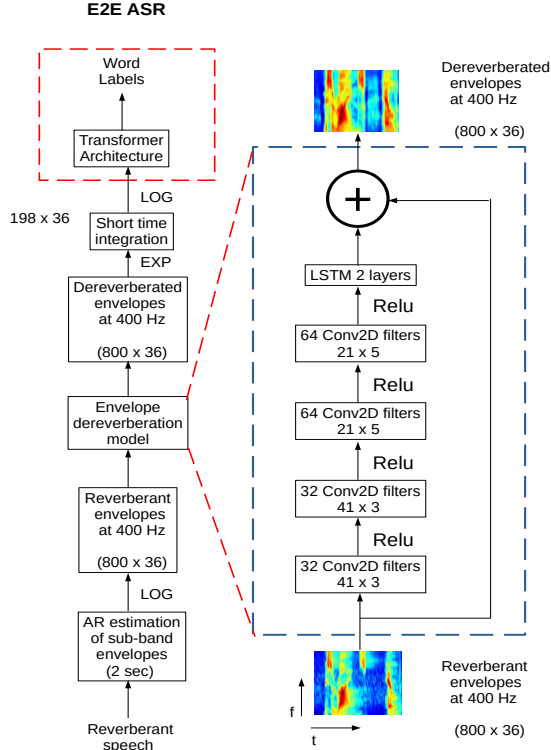 E2E ASR
Word
Labels
Transformer
Architecture
LOG
198 x 36
Short time
integration
EXP
Dereverberated
envelopes
at 400 Hz
(800 x 36)
Envelope
dereverberation
model
Reverberant
envelopes
at 400 Hz
(800 x 36)
LOG
AR estimation
of sub-band
envelopes
(2 sec)
Reverberant
speech
Dereverberated
envelopes
at 400 Hz
(800 x 36)
+
LSTM 2 layers
Relu
64 Conv2D filters
21 x 5
Relu
64 Conv2D filters
21 x 5
Relu
32 Conv2D filters
41 x 3
Relu
32 Conv2D filters
41 x 3
f
t
Reverberant
envelopes
at 400 Hz
(800 x 36)